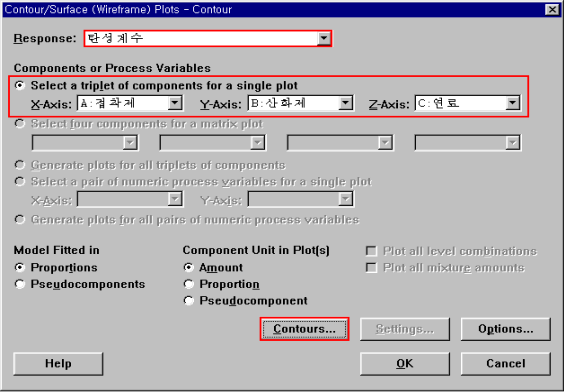 Contour/Surface (Wireframe) Plots - Contour
Response: 탄성계수
Components or Process Variables
Select a triplet of components for a single plot
X-Axis: A:결착제 Y-Axis: B:산화제 Z-Axis: C:연료
Select four components for a matrix plot
Generate plots for all triplets of components
Select a pair of numeric process variables for a single plot
X-Axis: Y-Axis:
Generate plots for all pairs of numeric process variables
Model Fitted in Component Unit in Plot(s) Plot all level combinations
Proportions Amount Plot all mixture amounts
Pseudocomponents Proportion
Pseudocomponent
Contours... Settings... Options...
Help OK Cancel